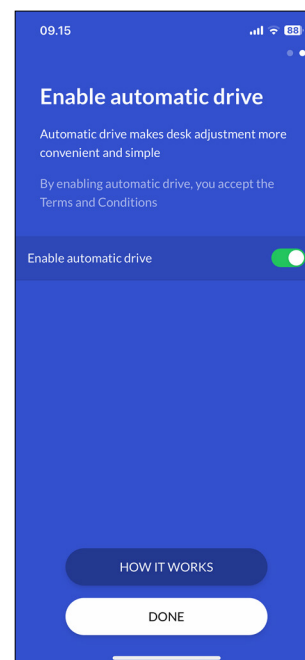 09.15
88
Enable automatic drive
Automatic drive makes desk adjustment more
convenient and simple
By enabling automatic drive, you accept the
Terms and Conditions
Enable automatic drive
HOW IT WORKS
DONE